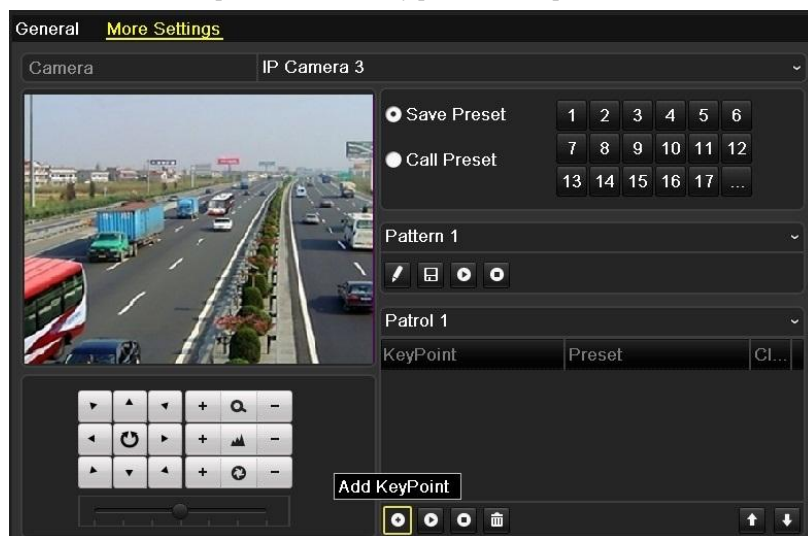 General More Settings
Camera IP Camera 3
Save Preset
Call Preset
1 2 3 4 5 6
7 8 9 10 11 12
13 14 15 16 17 ...
Pattern 1
Patrol 1
KeyPoint Preset Cl...
Add KeyPoint